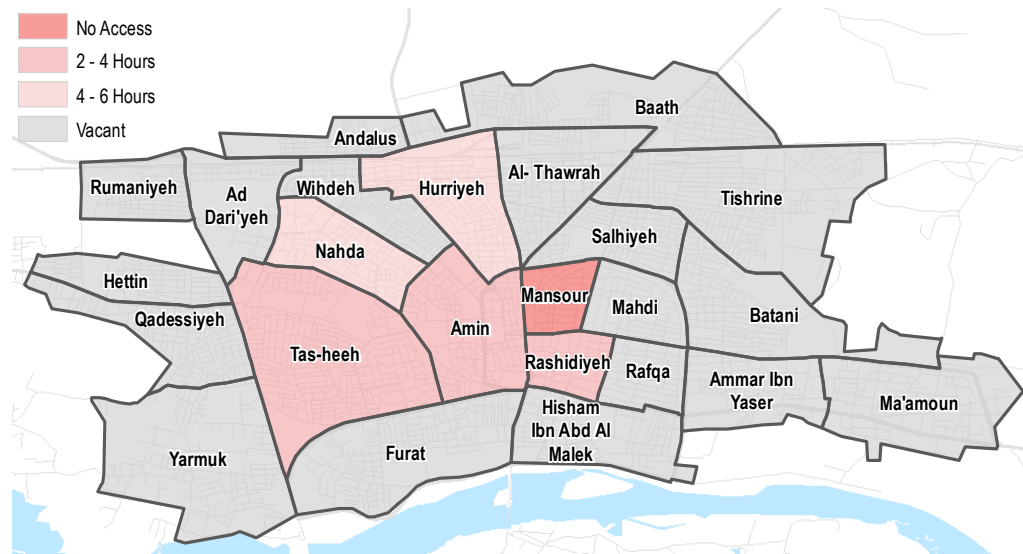 No Access
2 - 4 Hours
4 - 6 Hours
Vacant
Baath
Andalus
Rumaniyeh
Ad
Dari'yeh
Wihdeh
Hurriyeh
Al- Thawrah
Tishrine
Nahda
Salhiyeh
Hettin
Qadessiyeh
Mansour
Mahdi
Batani
Tas-heeh
Amin
Rashidiyeh
Rafqa
Ammar Ibn
Yaser
Ma'amoun
Hisham
Ibn Abd Al
Malek
Yarmuk
Furat